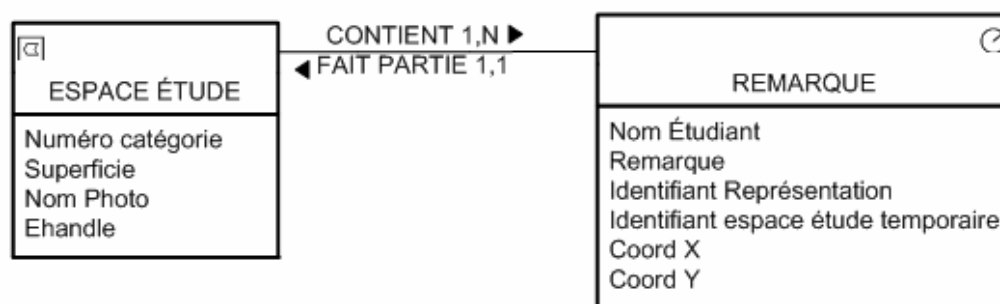 CONTIENT 1,N
FAIT PARTIE 1,1
ESPACE ÉTUDE
Numéro catégorie
Superficie
Nom Photo
Ehandle
REMARQUE
Nom Étudiant
Remarque
Identifiant Représentation
Identifiant espace étude temporaire
Coord X
Coord Y